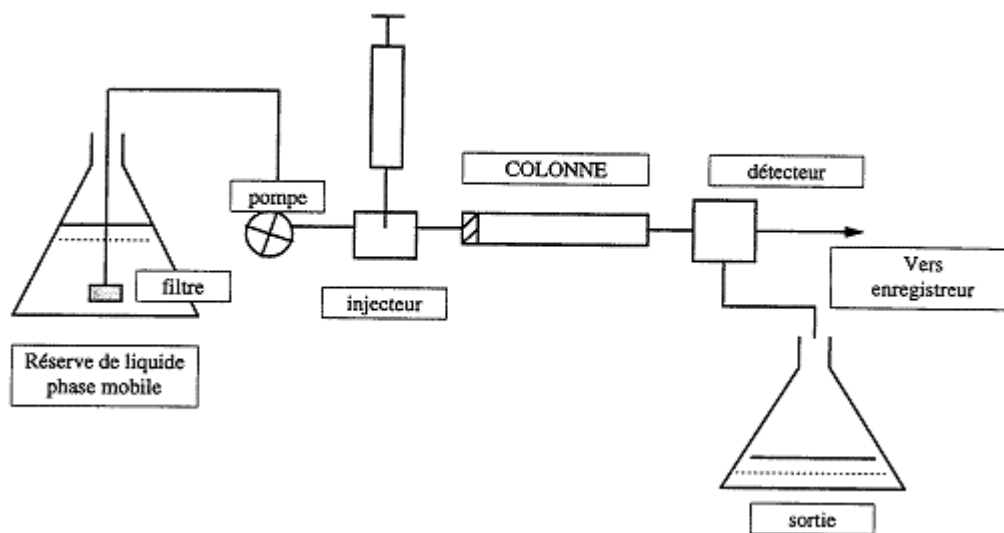 COLONNE
détecteur
pompe
filtre
injecteur
Vers
enregistreur
Réserve de liquide
phase mobile
sortie